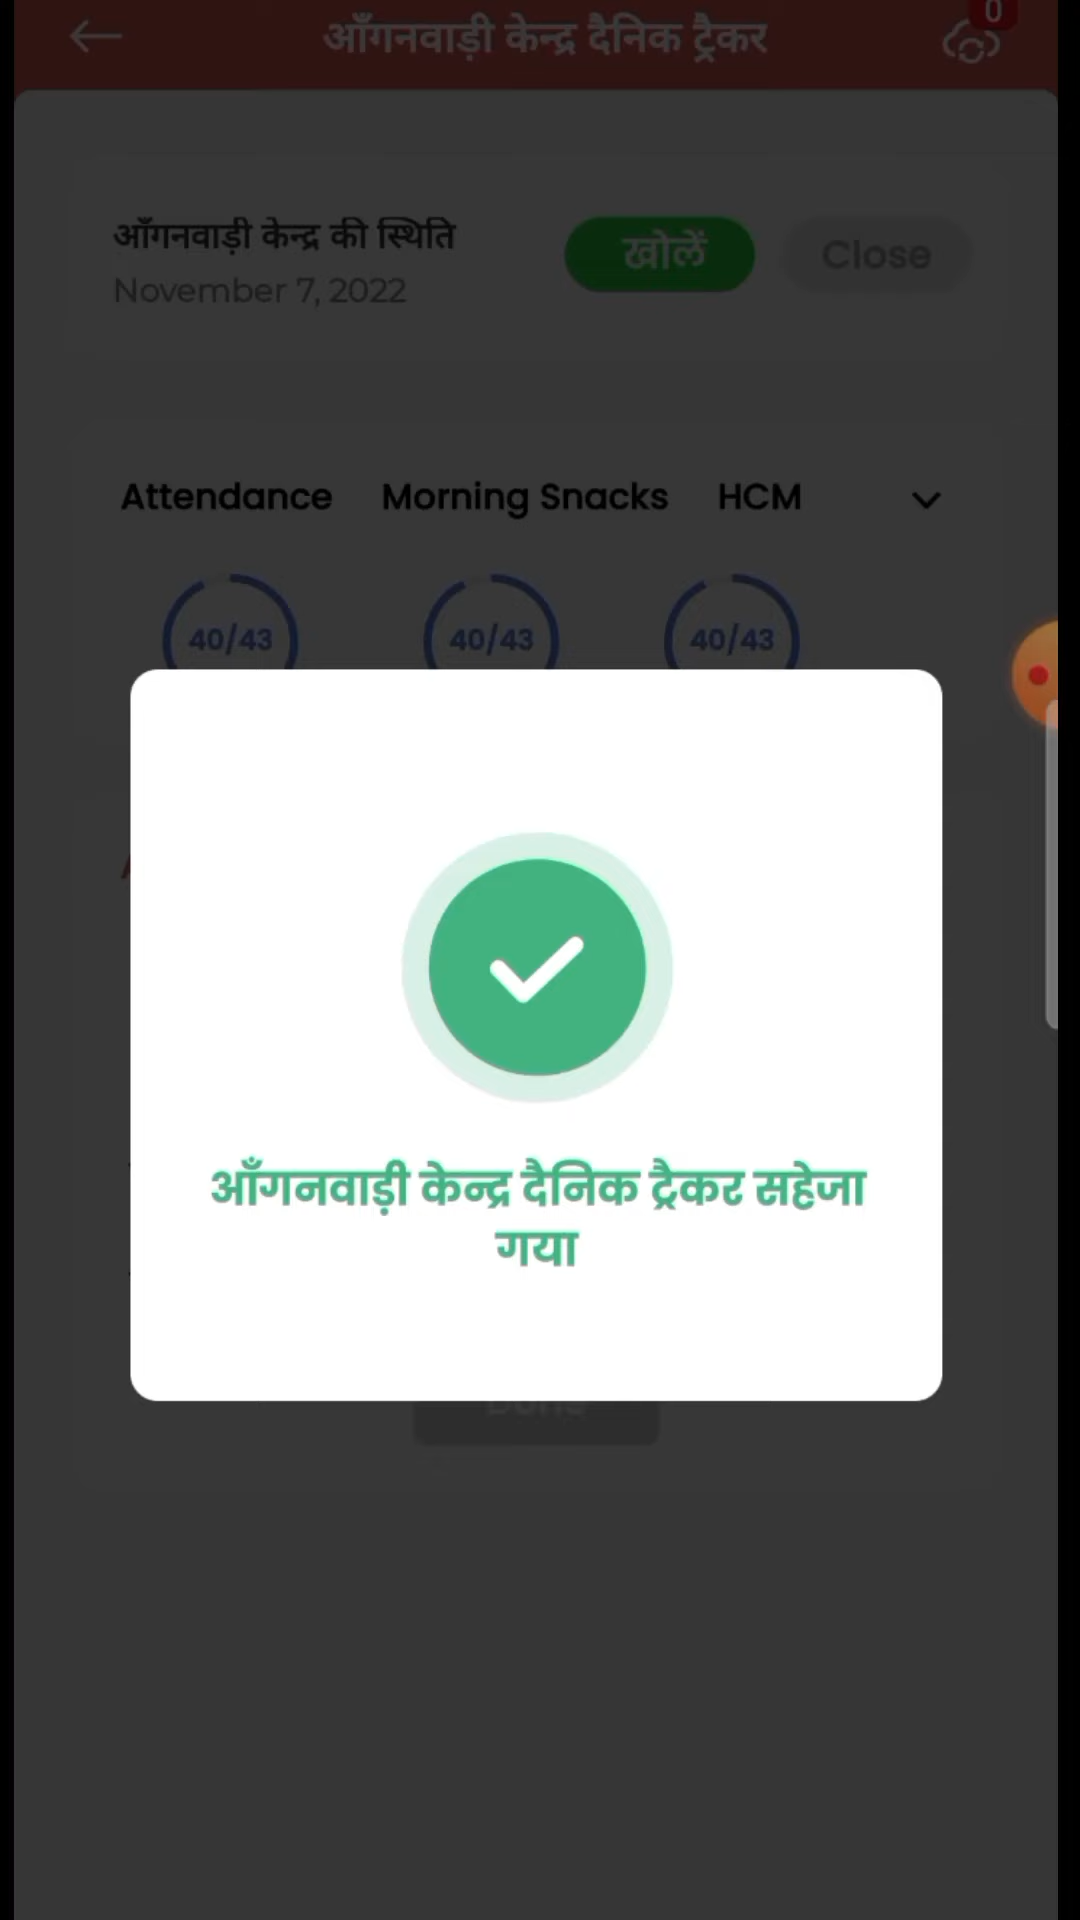 आँगनवाड़ी केन्द्र दैनिक ट्रैकर
0
आँगनवाड़ी केन्द्र की स्थिति
November 7, 2022
खोलें
Close
Attendance Morning Snacks HCM
40/43 40/43 40/43
आँगनवाड़ी केन्द्र दैनिक ट्रैकर सहेजा
गया